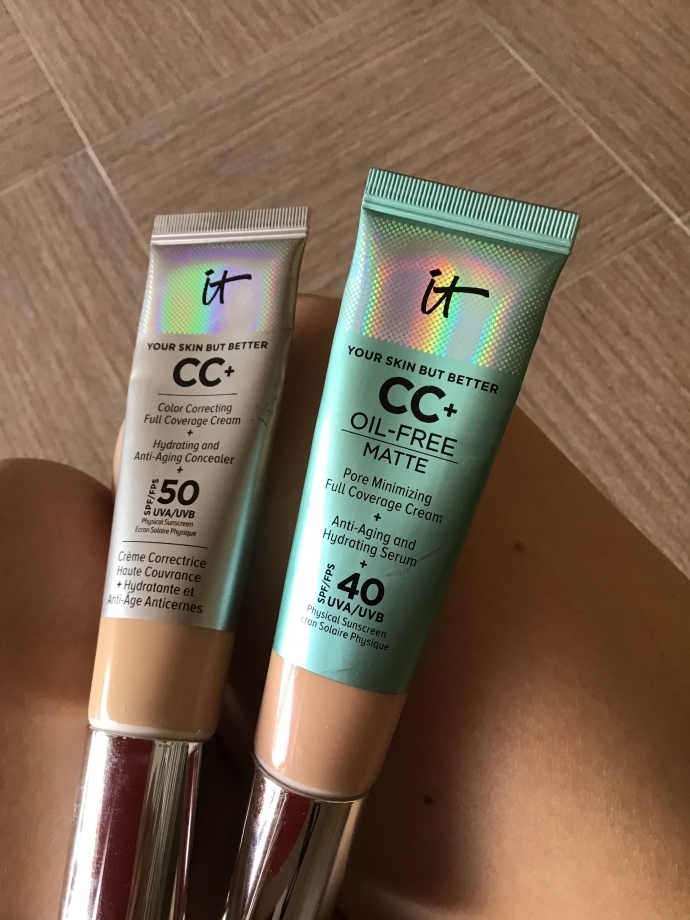 it
YOUR SKIN BUT BETTER
CC+
Color Correcting
Full Coverage Cream
+
Hydrating and
Anti-Aging Concealer
+
SPF/FPS 50
UVA/UVB
Physical Sunscreen
Écran Solaire Physique
Crème Correctrice
Haute Couvrance
+ Hydratante et
Anti-Âge Anticernes
it
YOUR SKIN BUT BETTER
CC+
OIL-FREE
MATTE
Pore Minimizing
Full Coverage Cream
+
Anti-Aging and
Hydrating Serum
+
SPF/FPS 40
UVA/UVB
Physical Sunscreen
cran Solaire Physique